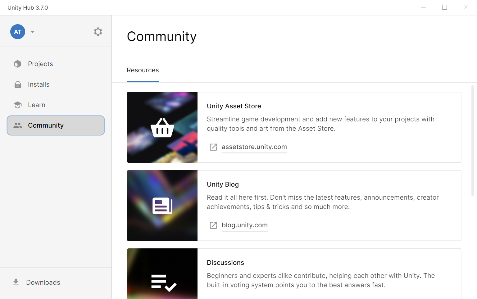 Unity Hub 3.7.0
AT
Projects
Installs
Learn
Community
Downloads
Community
Resources
Unity Asset Store
Streamline game development and add new features to your projects with
quality tools and art from the Asset Store.
assetstore.unity.com
Unity Blog
Read it all here first. Don't miss the latest features, announcements, creator
achievements, tips & tricks and so much more.
blog.unity.com
Discussions
Beginners and experts alike contribute, helping each other with Unity. The
built-in voting system points you to the best answers fast.